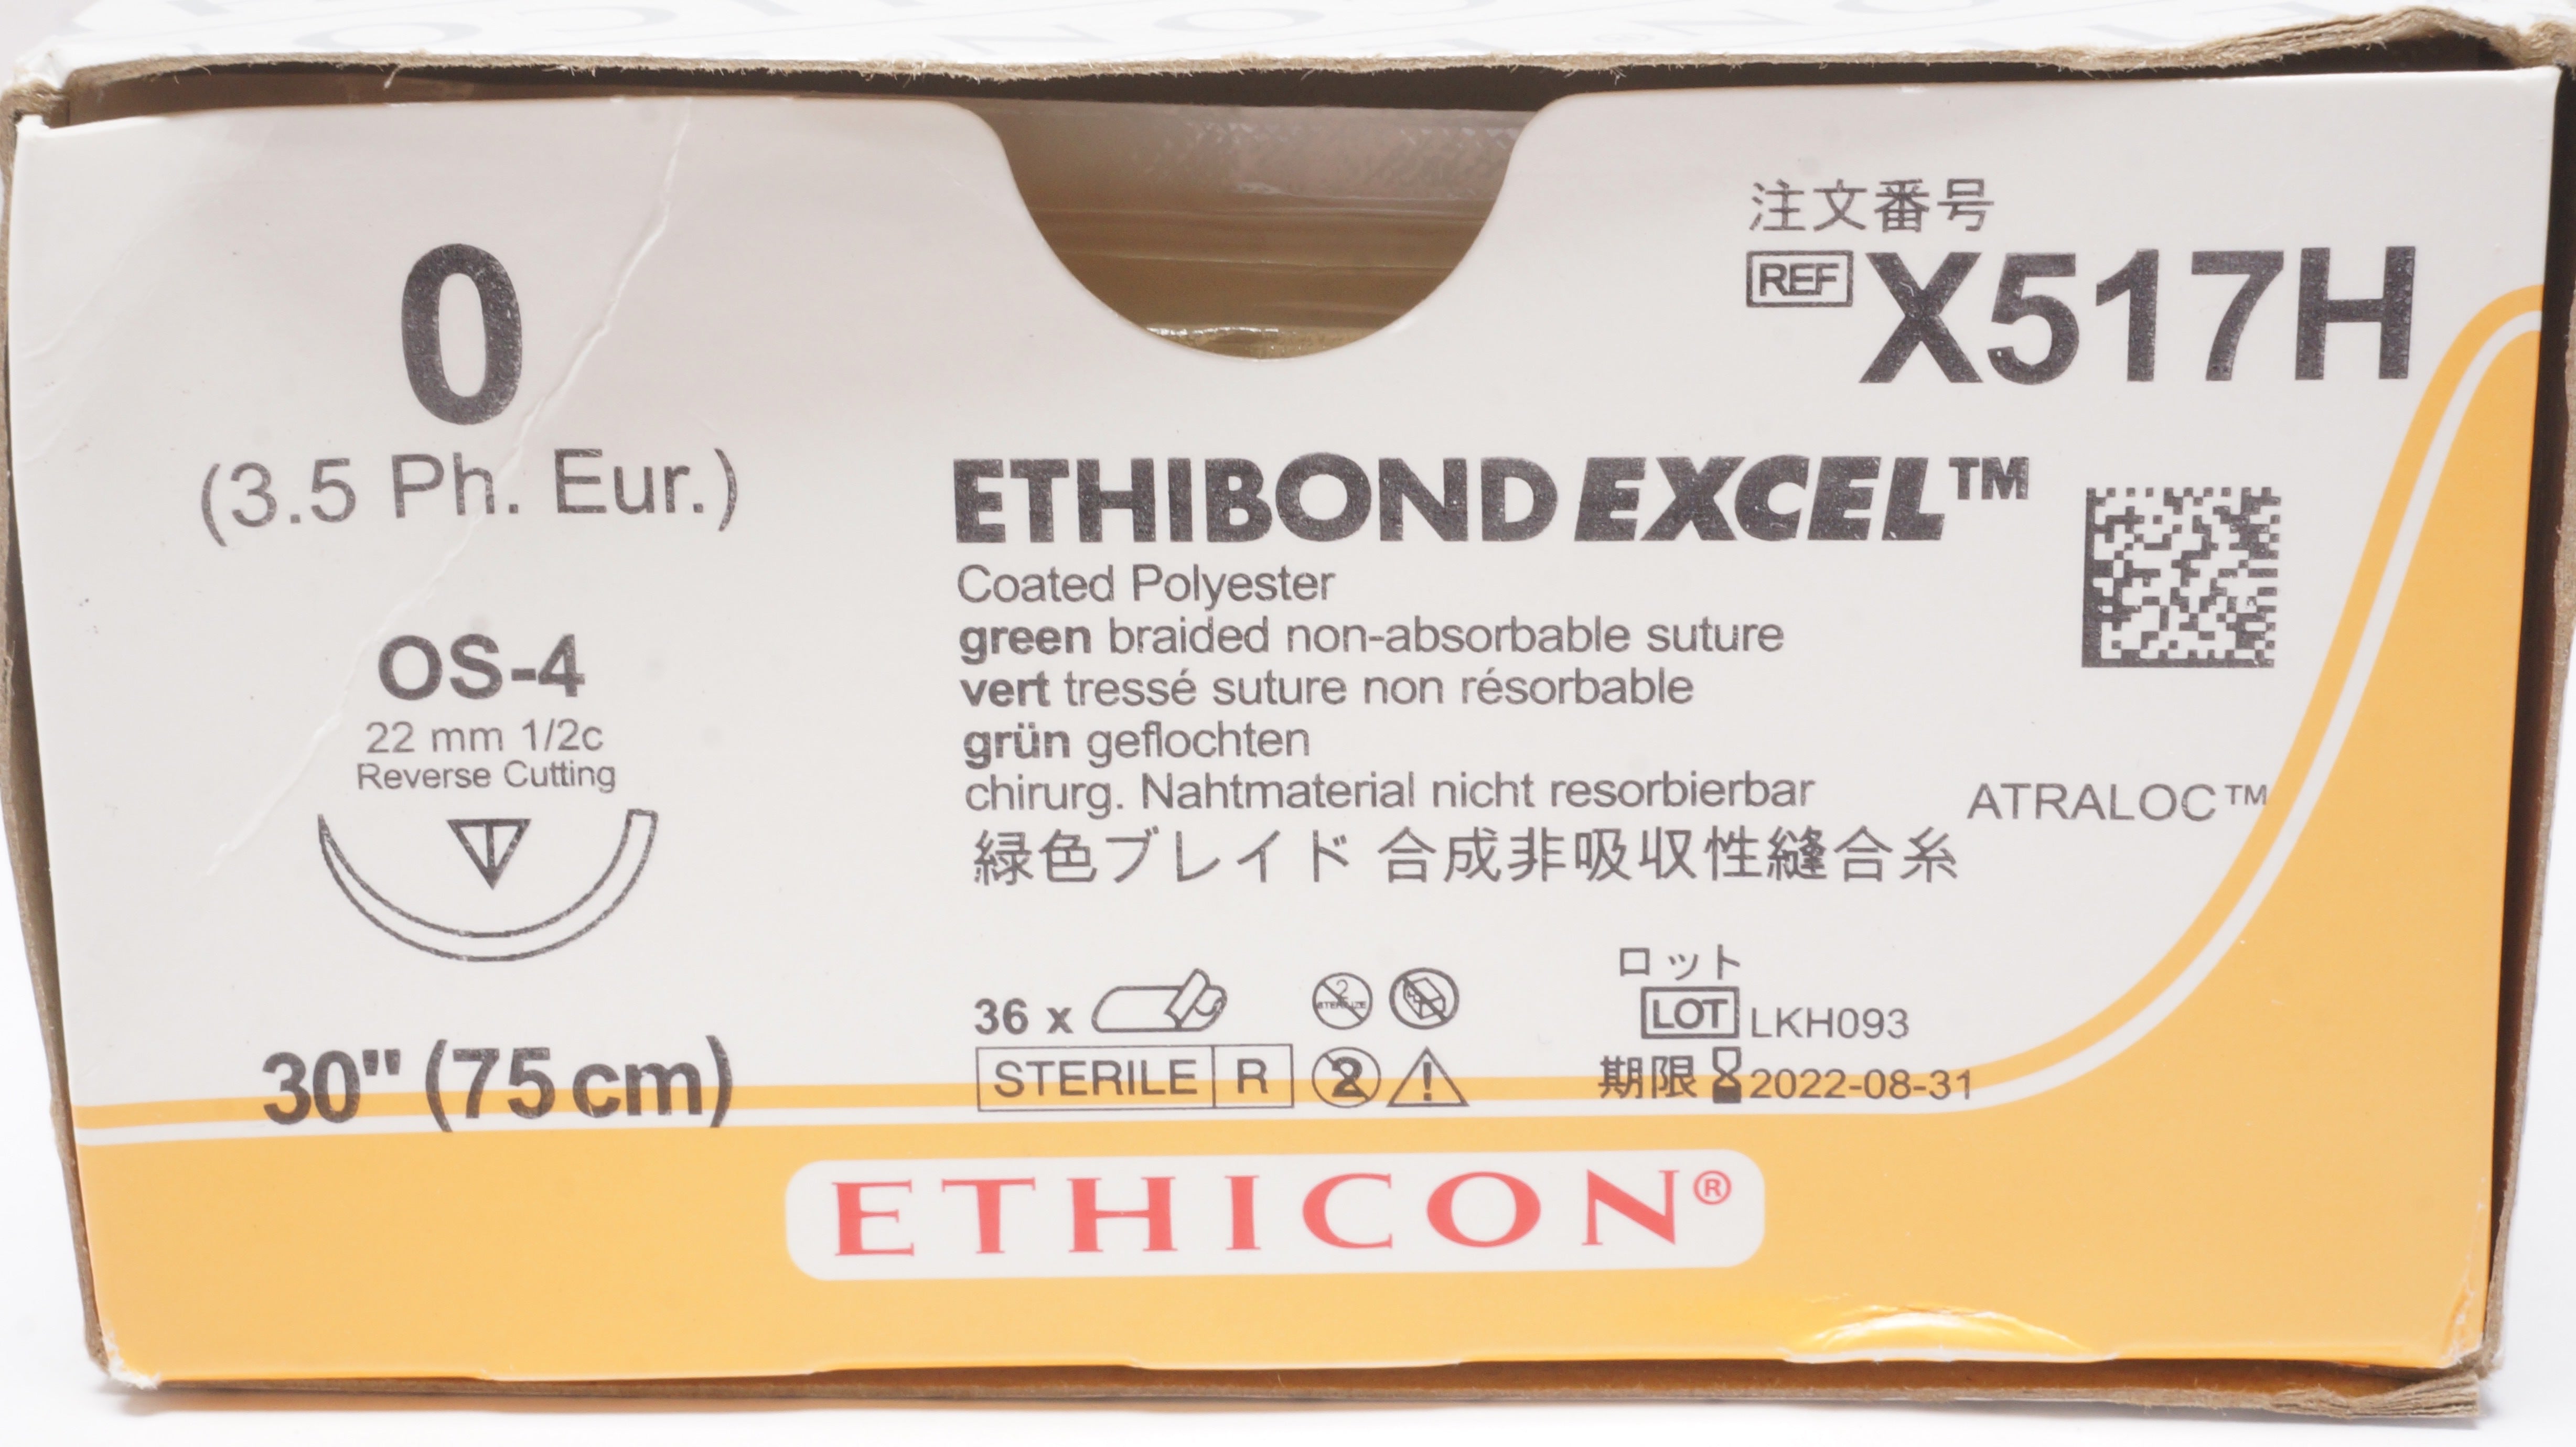 0
(3.5 Ph. Eur.)
OS-4
22 mm 1/2c
Reverse Cutting
30" (75 cm)
注文番号
REF X517H
ETHIBOND EXCEL™
Coated Polyester
green braided non-absorbable suture
vert tressé suture non résorbable
grün geflochten
chirurg. Nahtmaterial nicht resorbierbar
緑色ブレイド 合成非吸収性縫合糸
ATRALOC™
36 x
STERILE R
2
ロット
LOT LKH093
期限 2022-08-31
ETHICON®